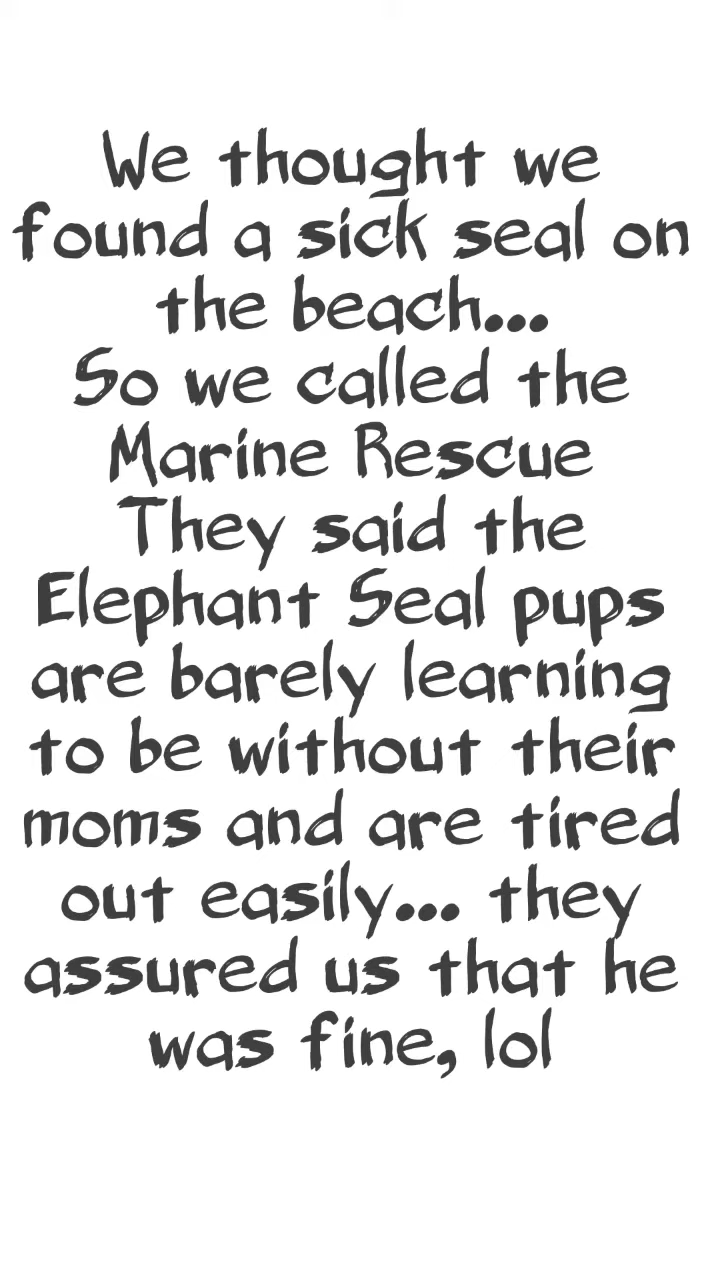 We thought we
found a sick seal on
the beach...
So we called the
Marine Rescue
They said the
Elephant Seal pups
are barely learning
to be without their
moms and are tired
out easily... they
assured us that he
was fine, lol